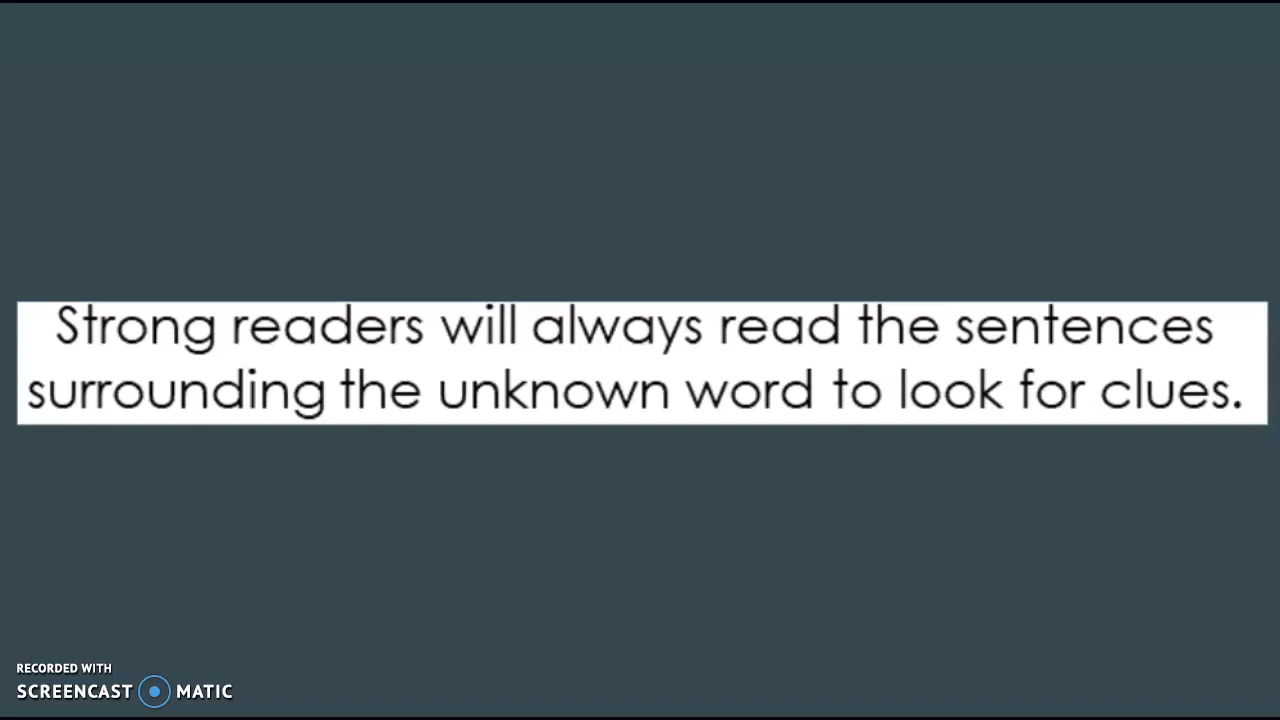 Strong readers will always read the sentences
surrounding the unknown word to look for clues.
RECORDED WITH
SCREENCAST MATIC